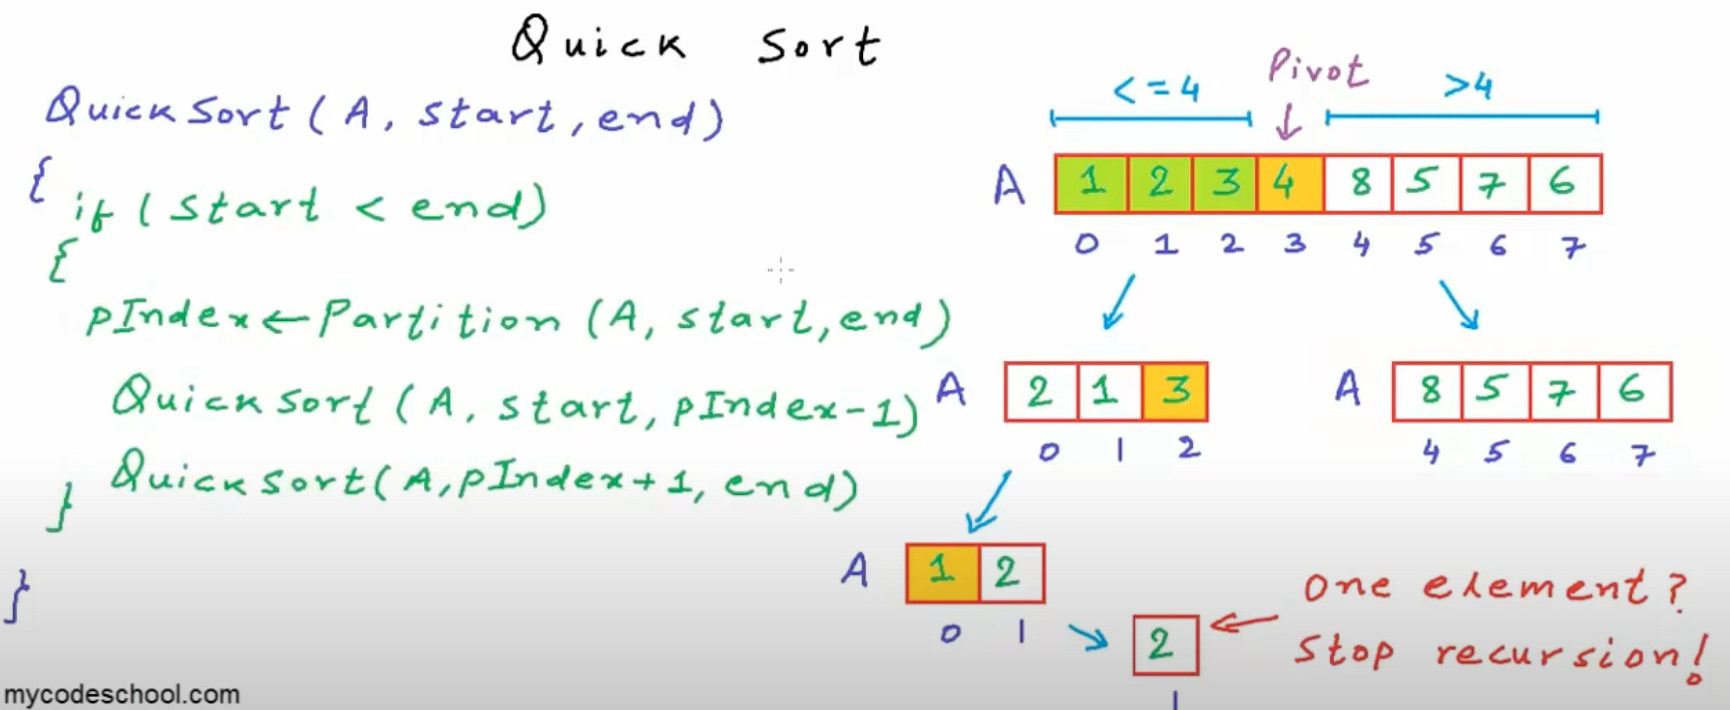 Quick Sort
QuickSort(A, start, end)
{
if (start < end)
{
pIndex ← Partition (A, start, end)
QuickSort(A, start, pIndex-1)
QuickSort(A, pIndex+1, end)
}
}
<=4 Pivot >4
A 1 2 3 4 8 5 7 6
0 1 2 3 4 5 6 7
A 2 1 3
0 1 2
A 8 5 7 6
4 5 6 7
A 1 2
0 1
2
1
One element?
Stop recursion!
mycodeschool.com